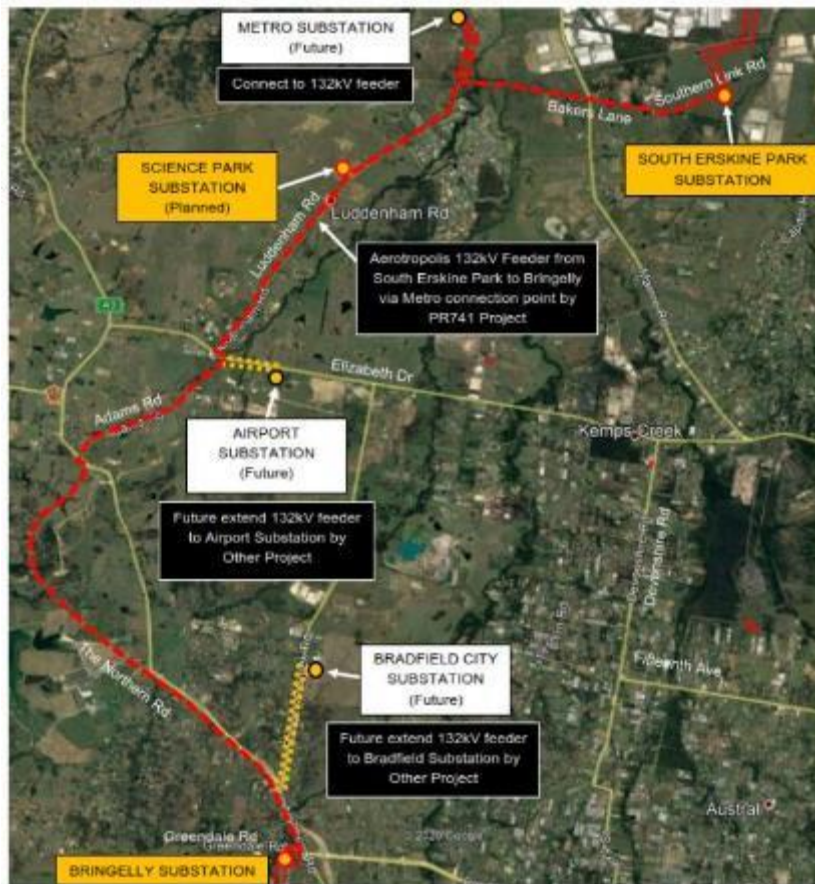 METRO SUBSTATION
(Future)
Connect to 132kV feeder
Southern Link Rd
Bakers Lane
SCIENCE PARK
SUBSTATION
(Planned)
SOUTH ERSKINE PARK
SUBSTATION
Luddenham Rd
Luddenham Rd
Aerotropolis 132kV Feeder from
South Erskine Park to Bringelly
via Metro connection point by
PR741 Project
Elizabeth Dr
Adams Rd
AIRPORT
SUBSTATION
(Future)
Kemps Creek
Future extend 132kV feeder
to Airport Substation by
Other Project
Devonshire Rd
The Northern Rd
BRADFIELD CITY
SUBSTATION
(Future)
Fifteenth Ave
Future extend 132kV feeder
to Bradfield Substation by
Other Project
Austral
Greendale Rd
Greendale Rd
BRINGELLY SUBSTATION